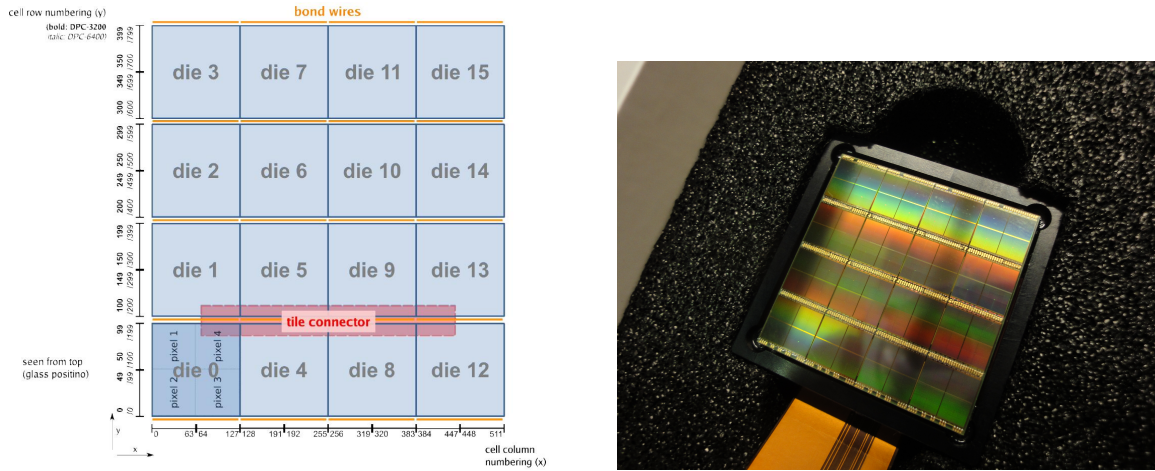 cell row numbering (y)
(bold: DPC-3200
italic: DPC-6400)
bond wires
399
/799
350
/700
349
/699
300
/600
die 3
die 7
die 11
die 15
299
/599
250
/500
249
/499
200
/400
die 2
die 6
die 10
die 14
199
/399
150
/300
149
/299
100
/200
die 1
die 5
die 9
die 13
tile connector
99
/199
50
/100
49
/99
0
/0
pixel 1
pixel 4
pixel 2
pixel 3
die 0
die 4
die 8
die 12
seen from top
(glass positino)
y
x
0
63
64
127
128
191
192
255
256
319
320
383
384
447
448
511
cell column
numbering (x)